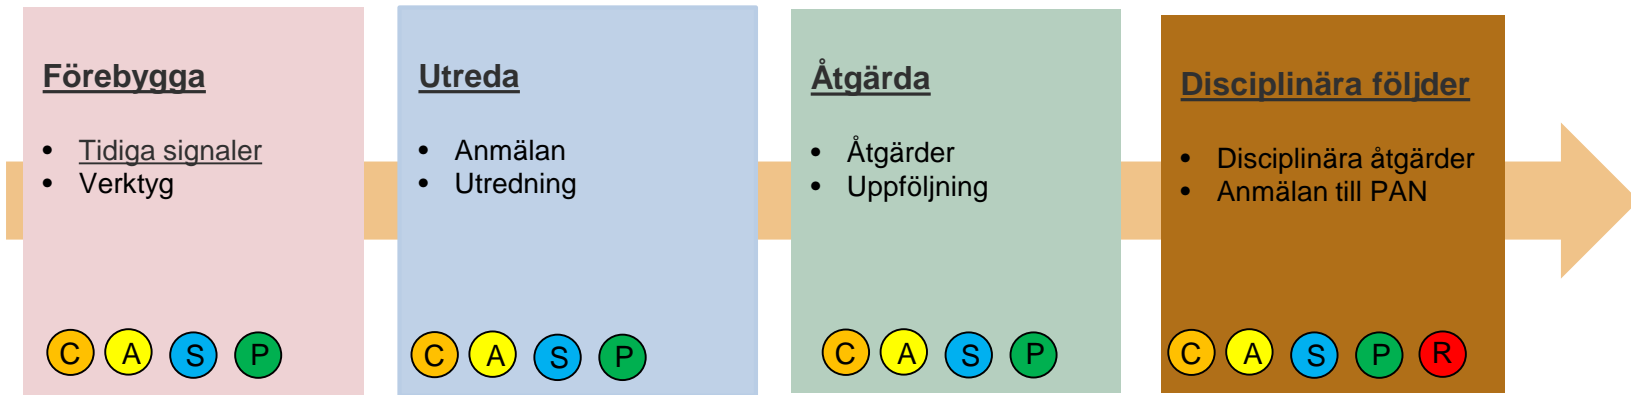 Förebygga
• Tidiga signaler
• Verktyg
C A S P
Utreda
• Anmälan
• Utredning
C A S P
Åtgärda
• Åtgärder
• Uppföljning
C A S P
Disciplinära följder
• Disciplinära åtgärder
• Anmälan till PAN
C A S P R